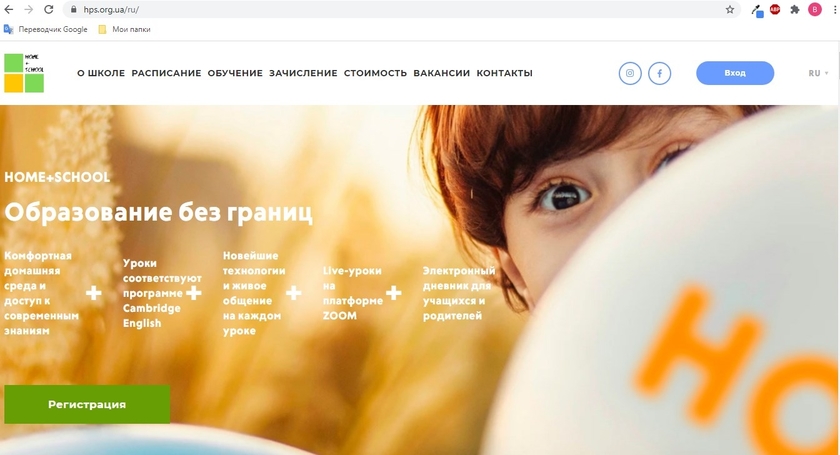 hps.org.ua/ru/
ABP
B
Переводчик Google
Мои папки
HOME
+
SCHOOL
О ШКОЛЕ РАСПИСАНИЕ ОБУЧЕНИЕ ЗАЧИСЛЕНИЕ СТОИМОСТЬ ВАКАНСИИ КОНТАКТЫ
Вход
RU
HOME+SCHOOL
Образование без границ
Комфортная
домашняя
среда и
доступ к
современным
знаниям
+
Уроки
соответствуют
программе
Cambridge
English
+
Новейшие
технологии
и живое
общение
на каждом
уроке
+
Live-уроки
на
платформе
ZOOM
+
Электронный
дневник для
учащихся и
родителей
Регистрация
HO